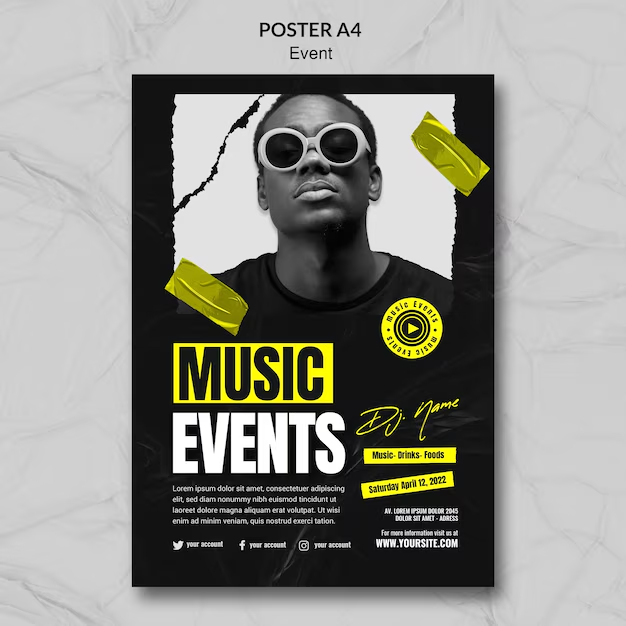 POSTER A4
Event
music Events • music Events •
MUSIC
EVENTS
Dj. Name
Music- Drinks- Foods
Saturday April 12, 2022
Lorem ipsum dolor sit amet, consectetuer adipiscing
elit, sed diam nonummy nibh euismod tincidunt ut
laoreet dolore magna aliquam erat volutpat. Ut wisi
enim ad minim veniam, quis nostrud exerci tation.
AV. LOREM IPSUM DOLOR 2045
DOLOR SIT AMET - ADRESS
For more information visit us
WWW.YOURSITE.COM
your account
your account
your account